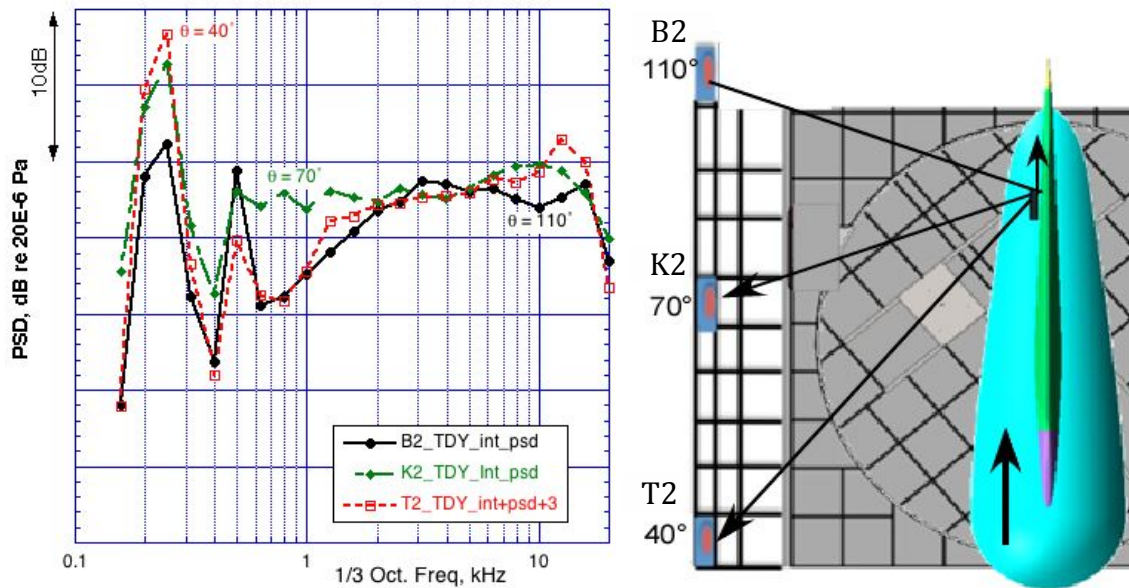 10dB
PSD, dB re 20E-6 Pa
θ = 40°
θ = 70°
θ = 110°
B2_TDY_int_psd
K2_TDY_Int_psd
T2_TDY_int+psd+3
0.1
1
10
1/3 Oct. Freq, kHz
B2
110°
K2
70°
T2
40°